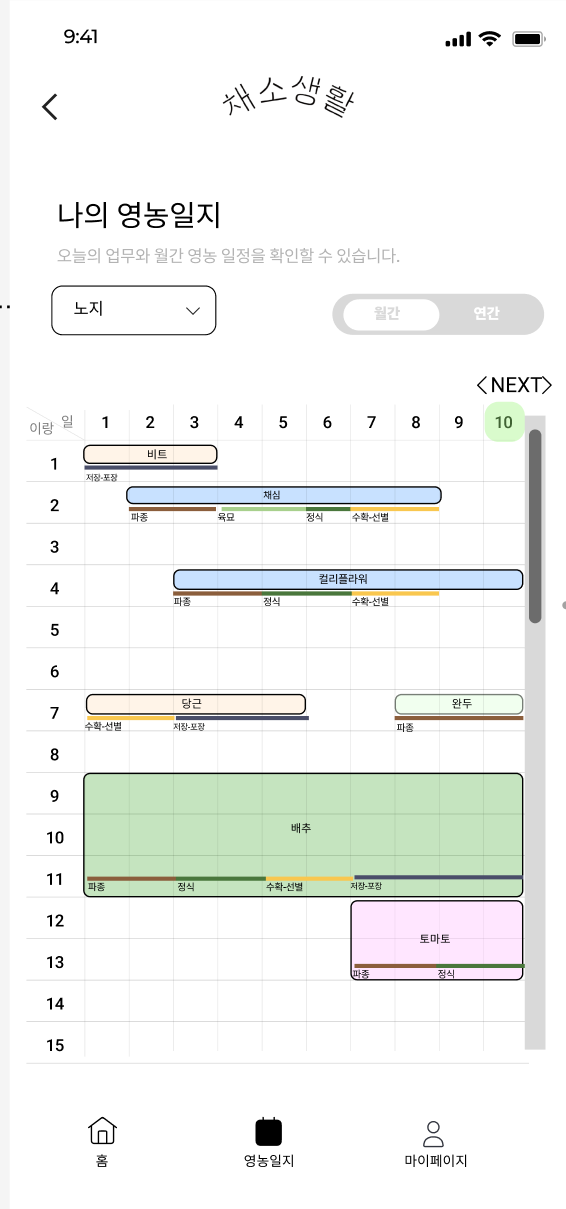 9:41
채소생활
나의 영농일지
오늘의 업무와 월간 영농 일정을 확인할 수 있습니다.
노지
월간 연간
NEXT
이랑 일 1 2 3 4 5 6 7 8 9 10
1 비트
저장-포장
2 채심
파종 육묘 정식 수확-선별
3
4 컬리플라워
파종 정식 수확-선별
5
6
7 당근 완두
수확-선별 저장-포장 파종
8
9
10 배추
11 파종 정식 수확-선별 저장-포장
12 토마토
13 파종 정식
14
15
홈 영농일지 마이페이지